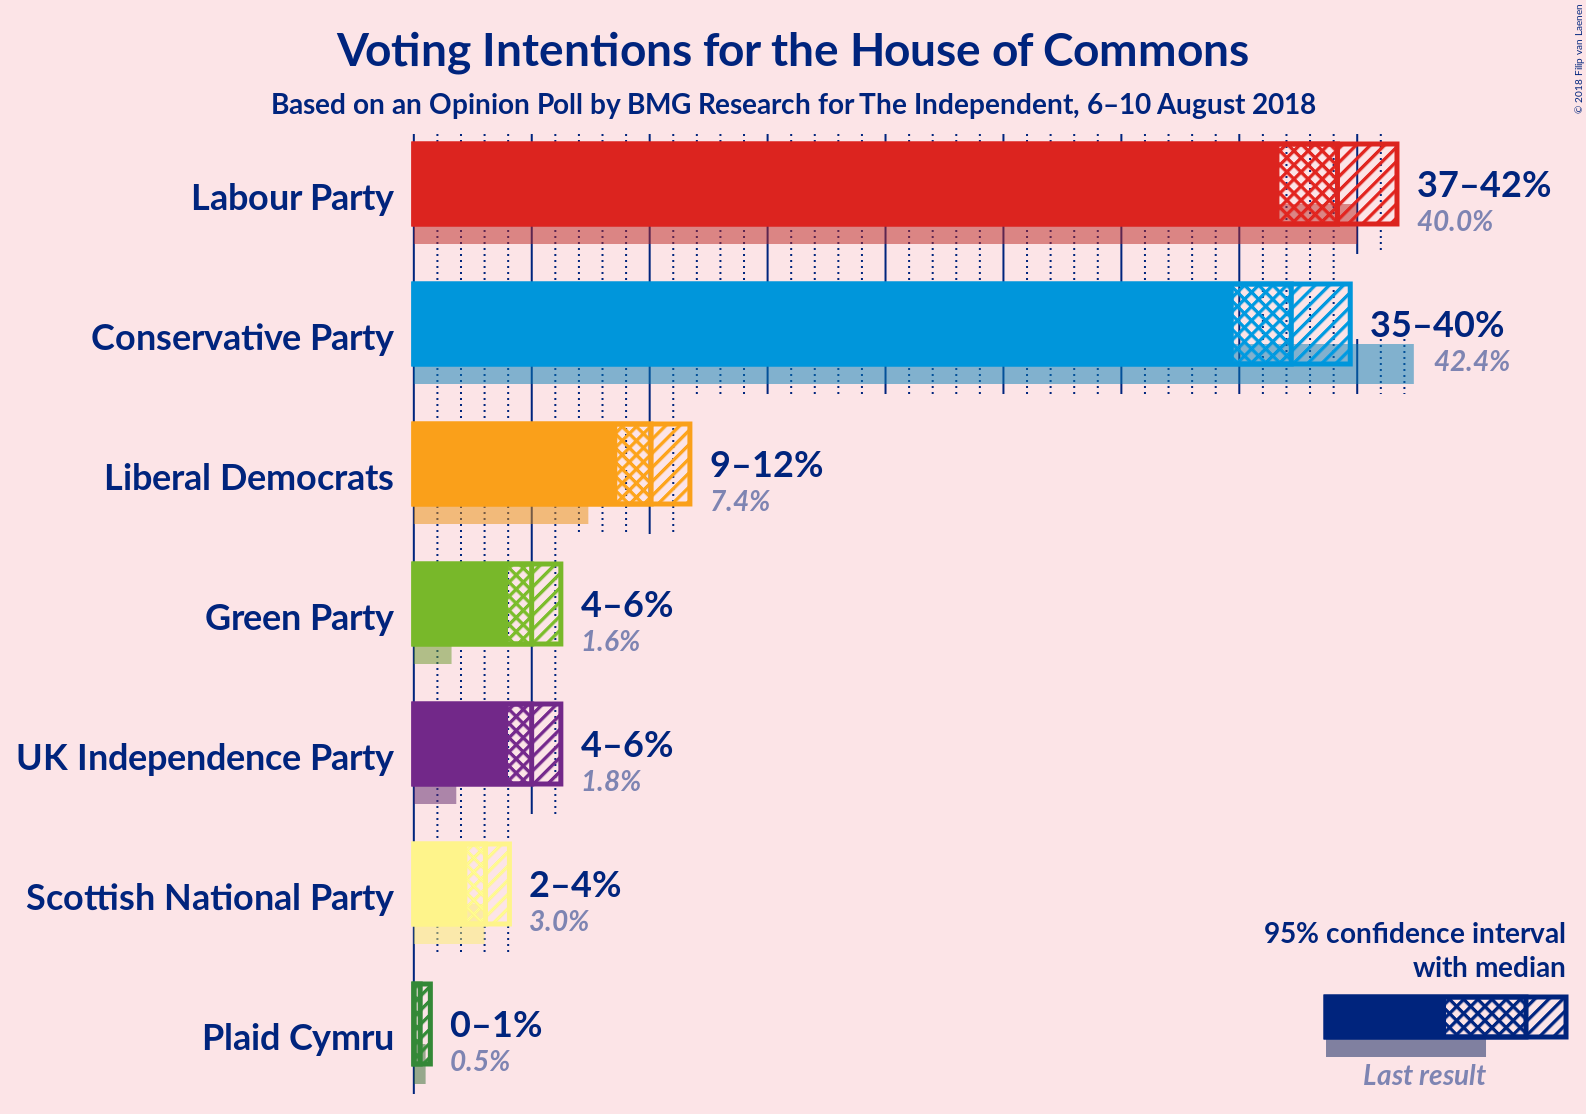 Voting Intentions for the House of Commons
Based on an Opinion Poll by BMG Research for The Independent, 6–10 August 2018
© 2018 Filip van Laenen
Labour Party
37–42%
40.0%
Conservative Party
35–40%
42.4%
Liberal Democrats
9–12%
7.4%
Green Party
4–6%
1.6%
UK Independence Party
4–6%
1.8%
Scottish National Party
2–4%
3.0%
Plaid Cymru
0–1%
0.5%
95% confidence interval
with median
Last result